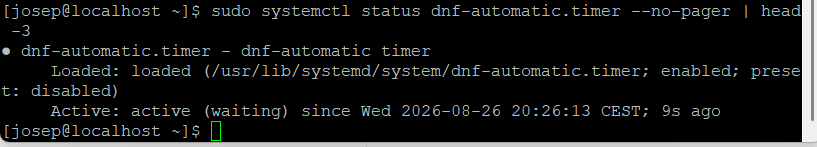 [josep@localhost ~]$ sudo systemctl status dnf-automatic.timer --no-pager | head
 -3
● dnf-automatic.timer - dnf-automatic timer
     Loaded: loaded (/usr/lib/systemd/system/dnf-automatic.timer; enabled; prese
t: disabled)
     Active: active (waiting) since Wed 2026-08-26 20:26:13 CEST; 9s ago
[josep@localhost ~]$